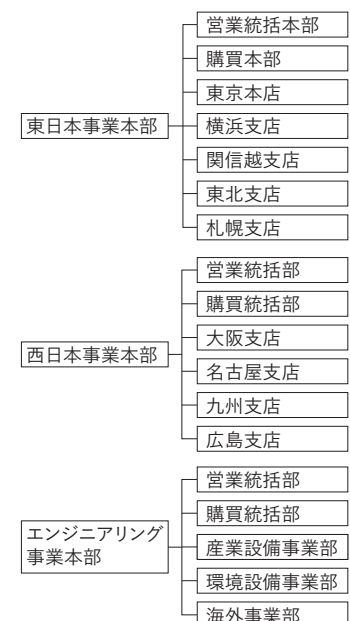 東日本事業本部
営業統括本部
購買本部
東京本店
横浜支店
関信越支店
東北支店
札幌支店
西日本事業本部
営業統括部
購買統括部
大阪支店
名古屋支店
九州支店
広島支店
エンジニアリング
事業本部
営業統括部
購買統括部
産業設備事業部
環境設備事業部
海外事業部